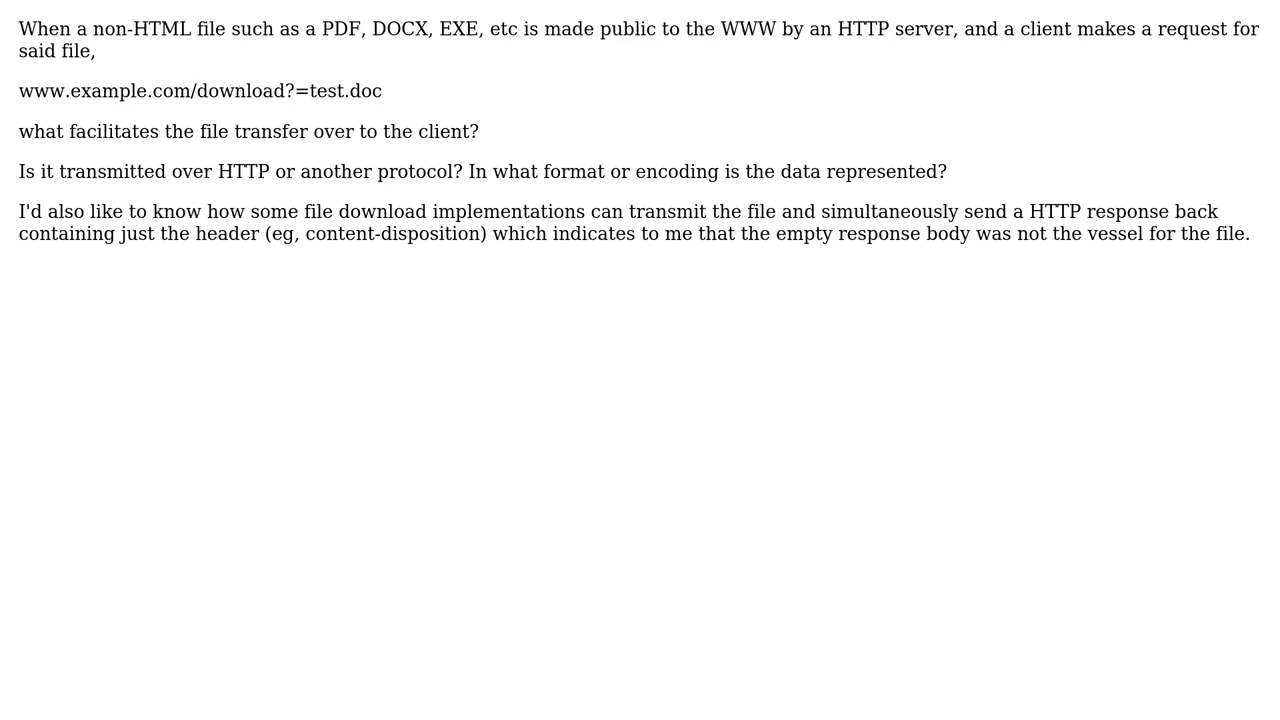 When a non-HTML file such as a PDF, DOCX, EXE, etc is made public to the WWW by an HTTP server, and a client makes a request for
said file,
www.example.com/download?=test.doc
what facilitates the file transfer over to the client?
Is it transmitted over HTTP or another protocol? In what format or encoding is the data represented?
I'd also like to know how some file download implementations can transmit the file and simultaneously send a HTTP response back
containing just the header (eg, content-disposition) which indicates to me that the empty response body was not the vessel for the file.